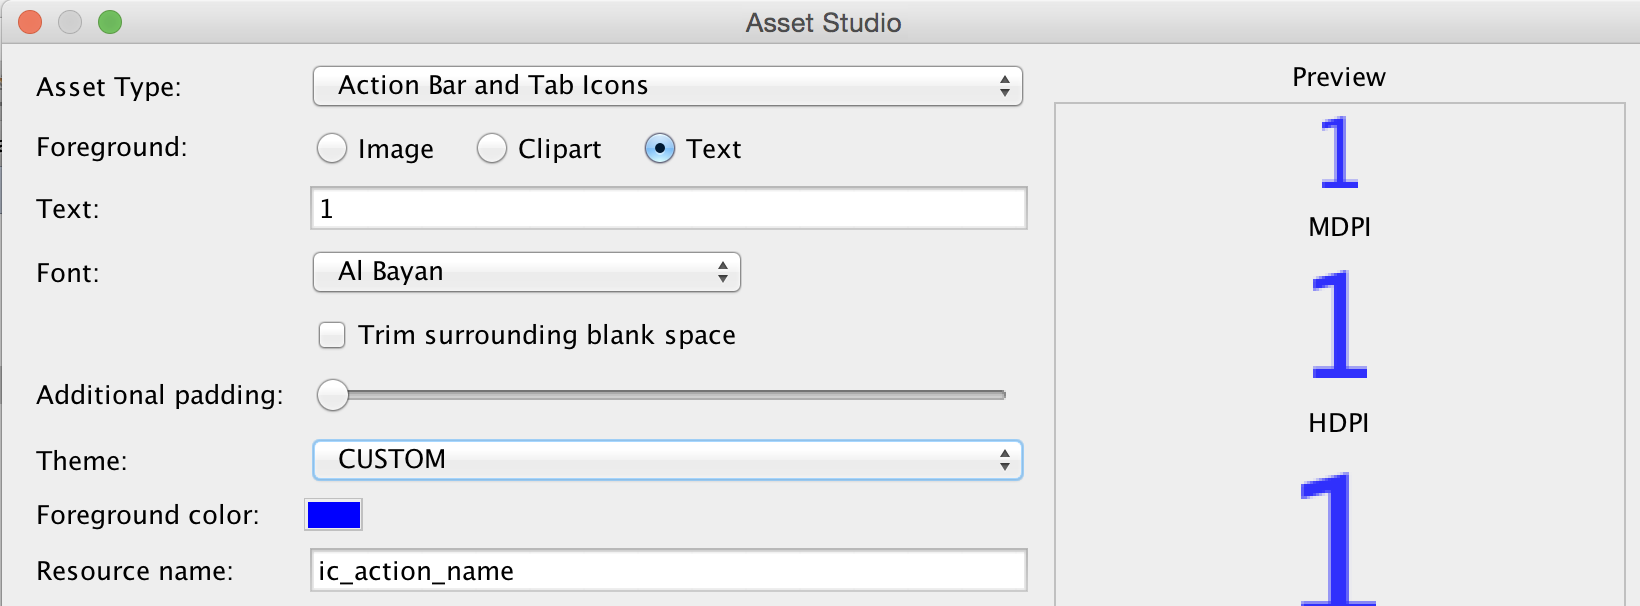 Asset Studio
Asset Type: Action Bar and Tab Icons
Foreground: Image Clipart Text
Text: 1
Font: Al Bayan
Trim surrounding blank space
Additional padding:
Theme: CUSTOM
Foreground color:
Resource name: ic_action_name
Preview
1
MDPI
1
HDPI
1